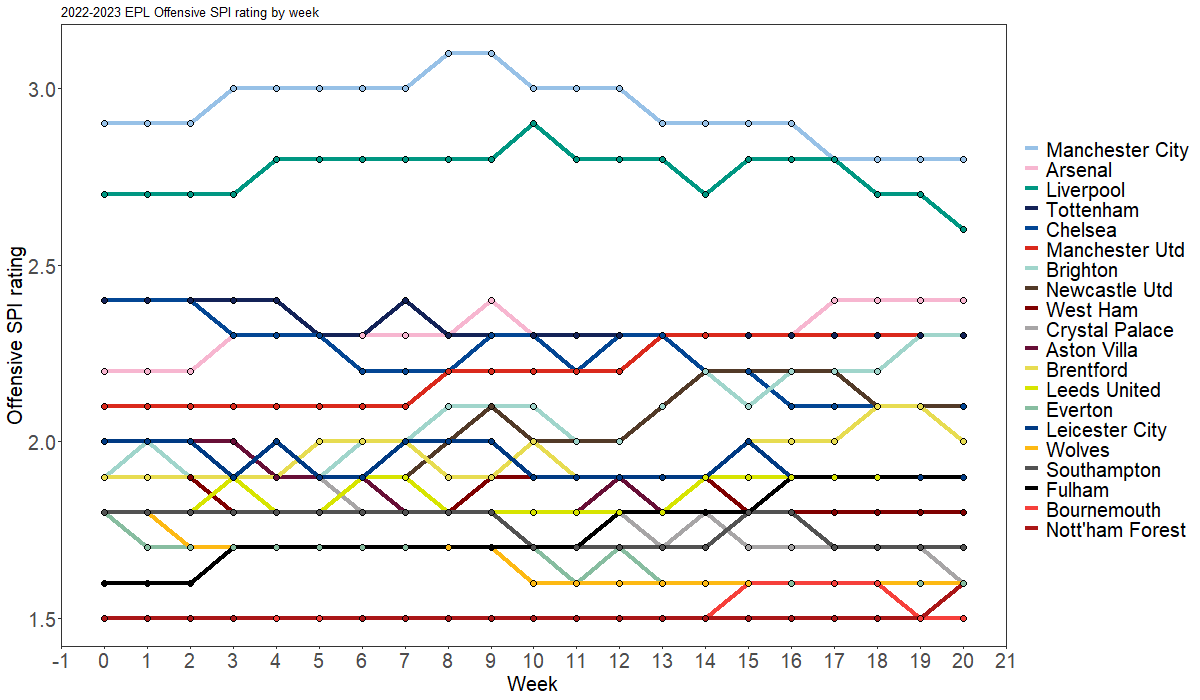 2022-2023 EPL Offensive SPI rating by week
Offensive SPI rating
3.0
2.5
2.0
1.5
-1 0 1 2 3 4 5 6 7 8 9 10 11 12 13 14 15 16 17 18 19 20 21
Week
Manchester City
Arsenal
Liverpool
Tottenham
Chelsea
Manchester Utd
Brighton
Newcastle Utd
West Ham
Crystal Palace
Aston Villa
Brentford
Leeds United
Everton
Leicester City
Wolves
Southampton
Fulham
Bournemouth
Nott'ham Forest